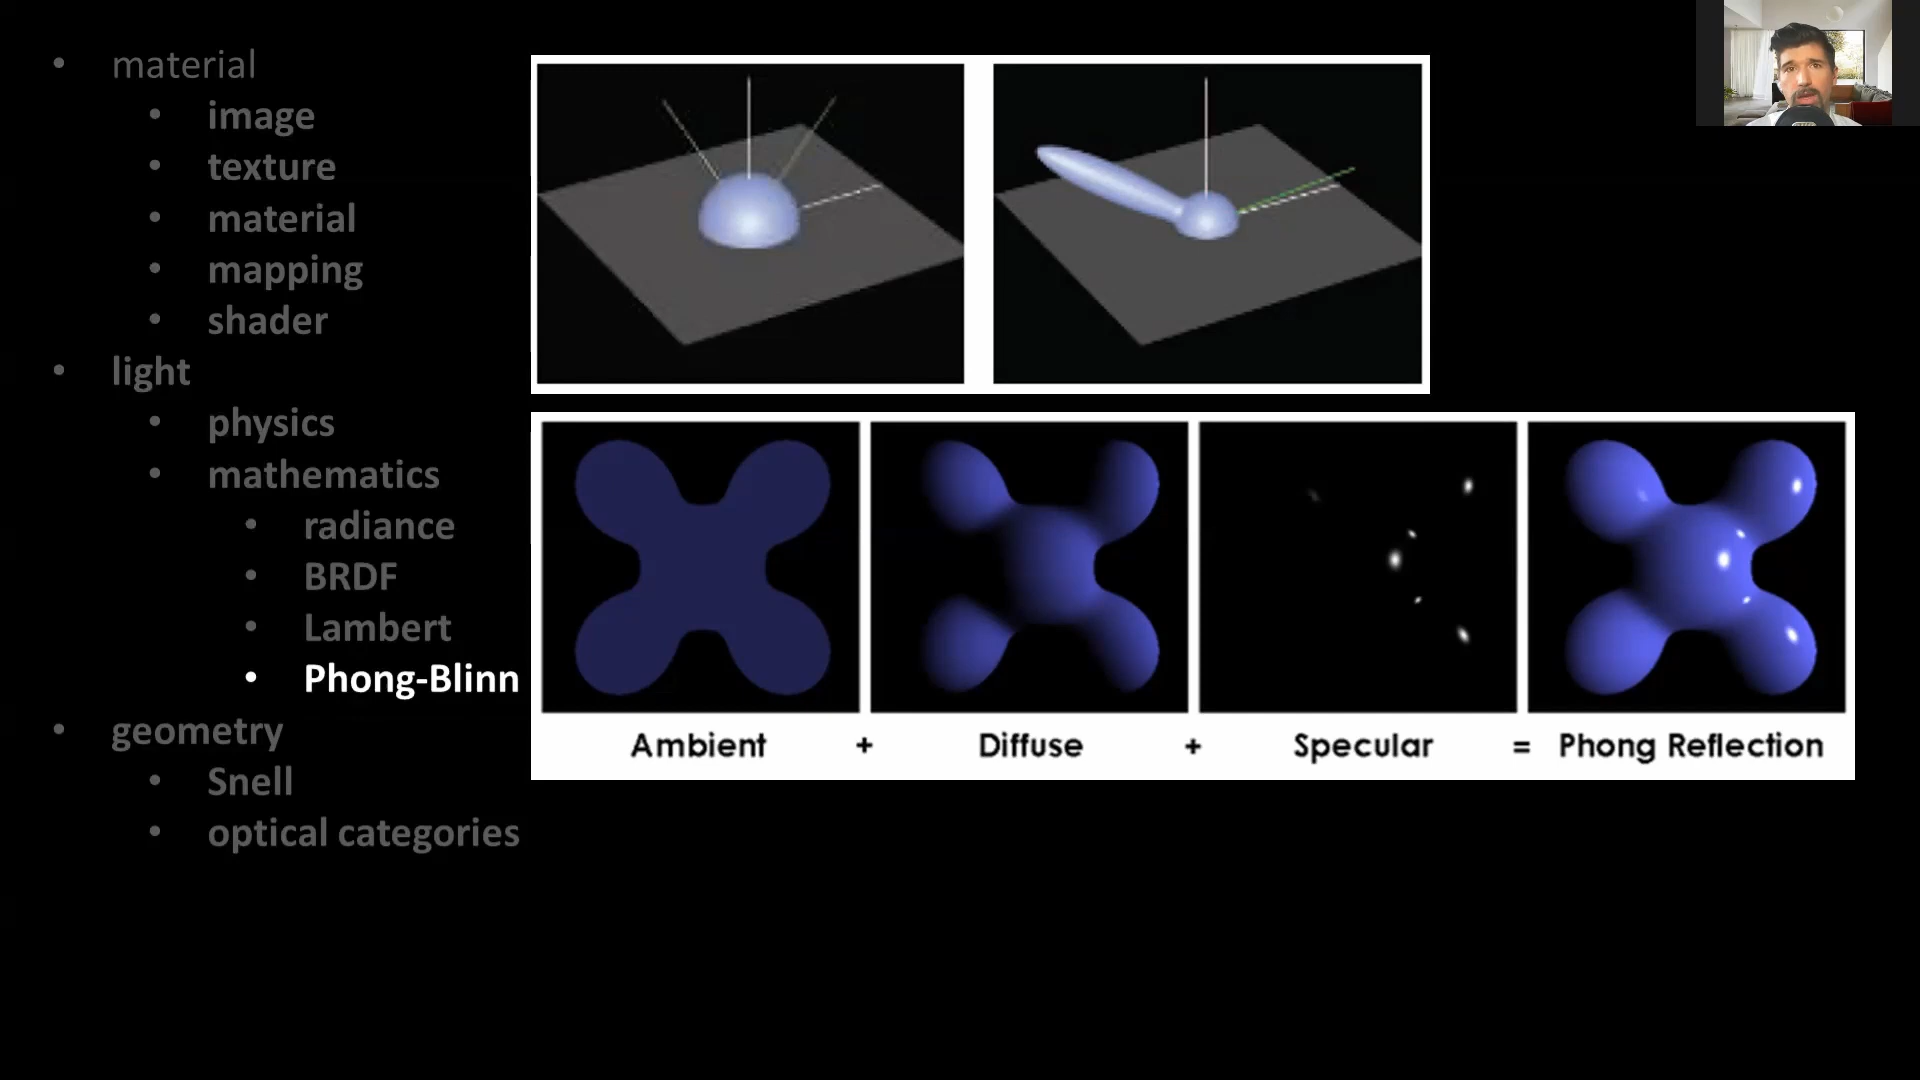 material
image
texture
material
mapping
shader
light
physics
mathematics
radiance
BRDF
Lambert
Phong-Blinn
geometry
Snell
optical categories
Ambient + Diffuse + Specular = Phong Reflection